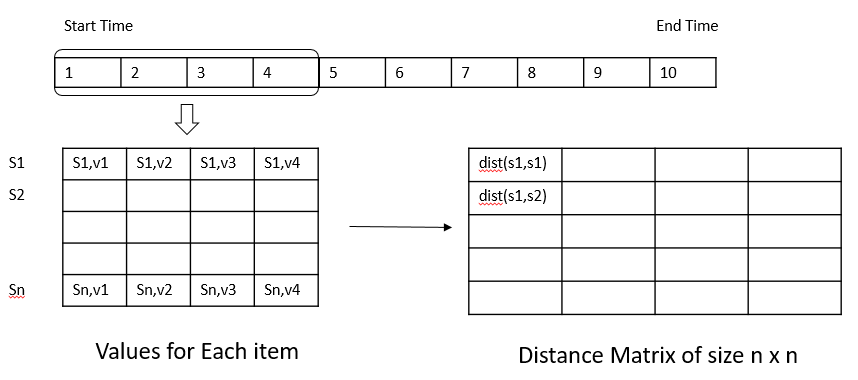 Start Time End Time
1 2 3 4 5 6 7 8 9 10
S1 S1,v1 S1,v2 S1,v3 S1,v4 dist(s1,s1)
S2 dist(s1,s2)
Sn Sn,v1 Sn,v2 Sn,v3 Sn,v4
Values for Each item
Distance Matrix of size n x n